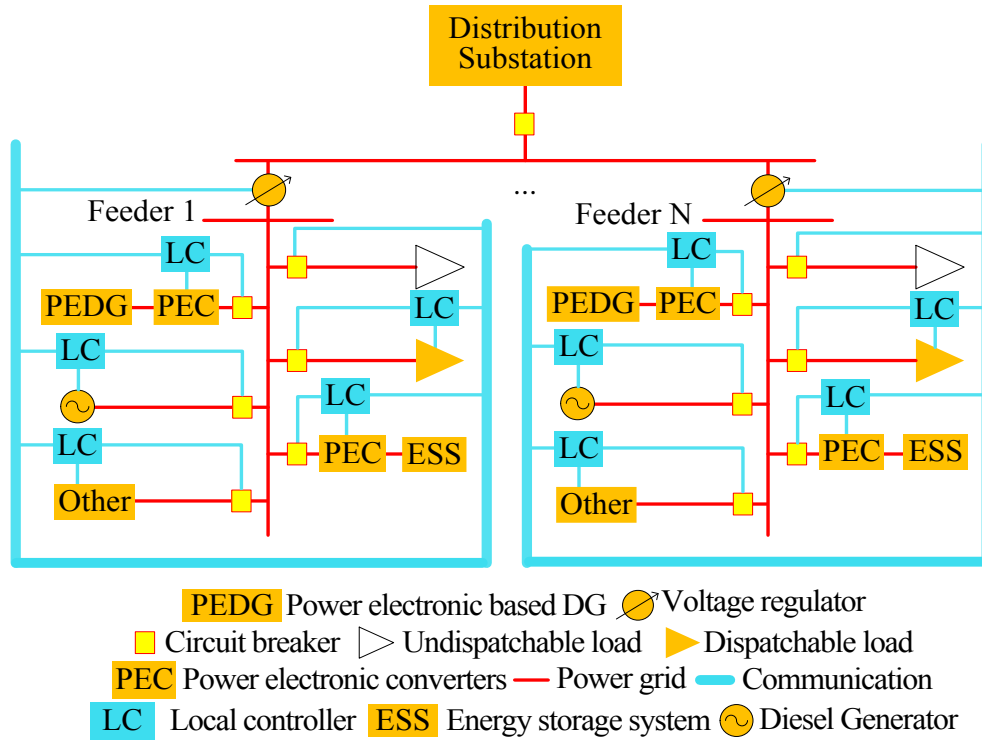 Distribution
Substation
...
Feeder 1
Feeder N
LC
PEDG
PEC
LC
LC
LC
PEC
ESS
LC
Other
LC
PEDG
PEC
LC
LC
LC
PEC
ESS
LC
Other
PEDG Power electronic based DG Voltage regulator
Circuit breaker Undispatchable load Dispatchable load
PEC Power electronic converters Power grid Communication
LC Local controller ESS Energy storage system Diesel Generator